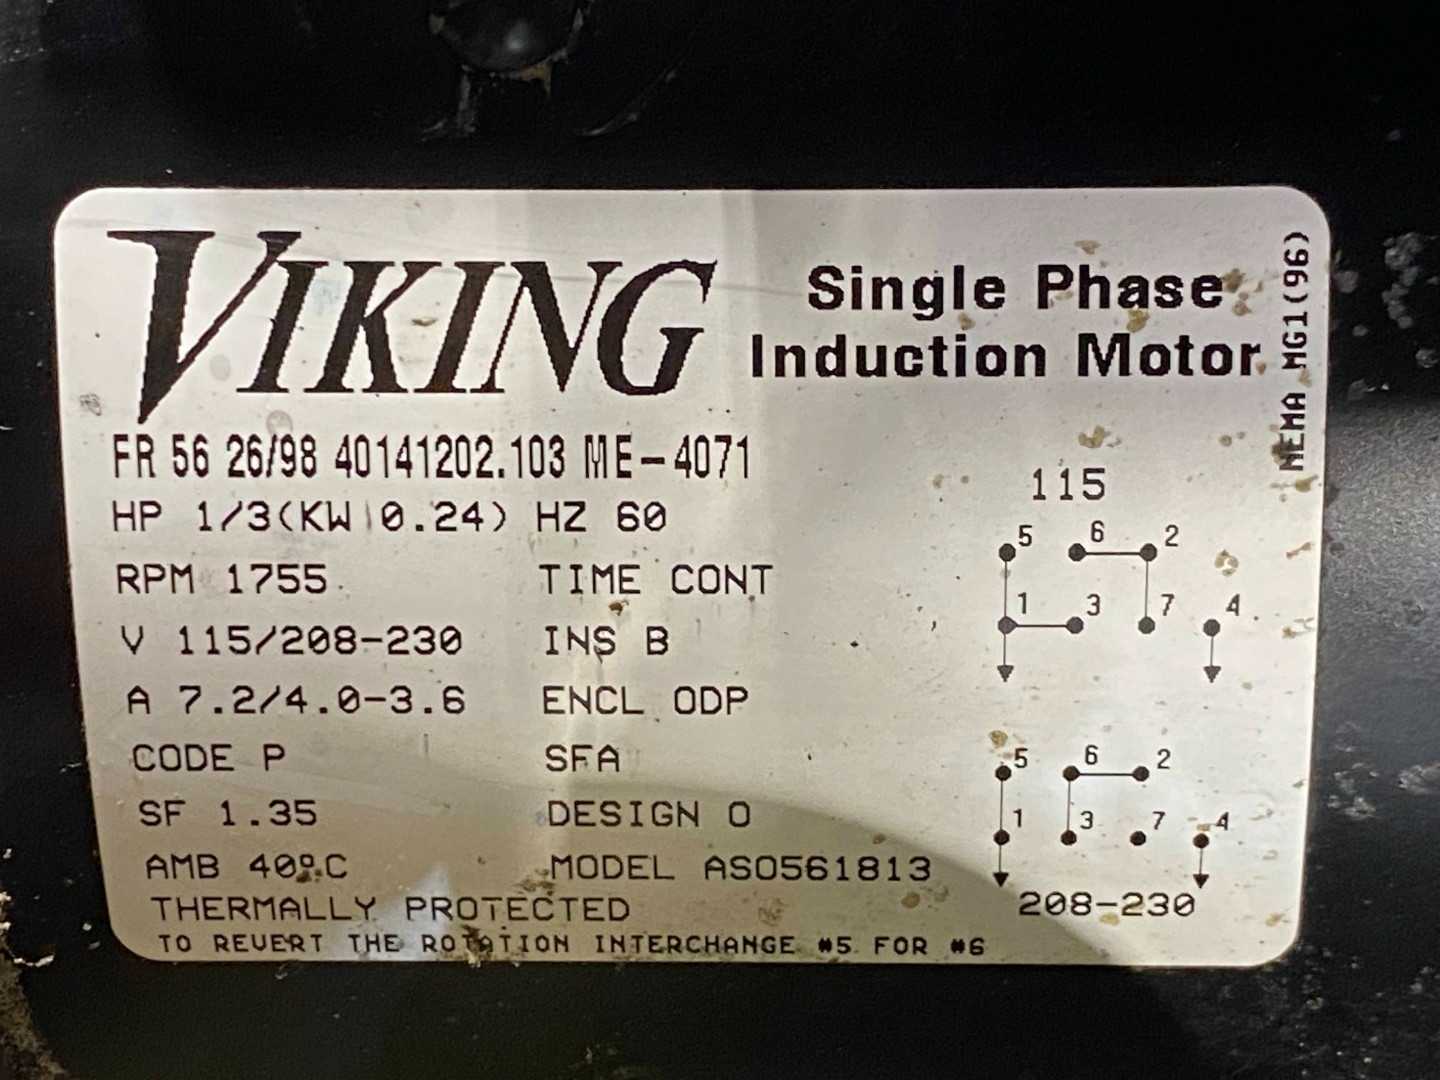 VIKING
Single Phase
Induction Motor
NEMA MG1(96)
FR 56 26/98 40141202.103 ME-4071
HP 1/3(KW 0.24) HZ 60
RPM 1755 TIME CONT
V 115/208-230 INS B
A 7.2/4.0-3.6 ENCL ODP
CODE P SFA
SF 1.35 DESIGN O
AMB 40º.C MODEL ASO561813
THERMALLY PROTECTED
TO REVERT THE ROTATION INTERCHANGE #5 FOR #6
115
5 6 2
1 3 7 4
5 6 2
1 3 7 4
208-230